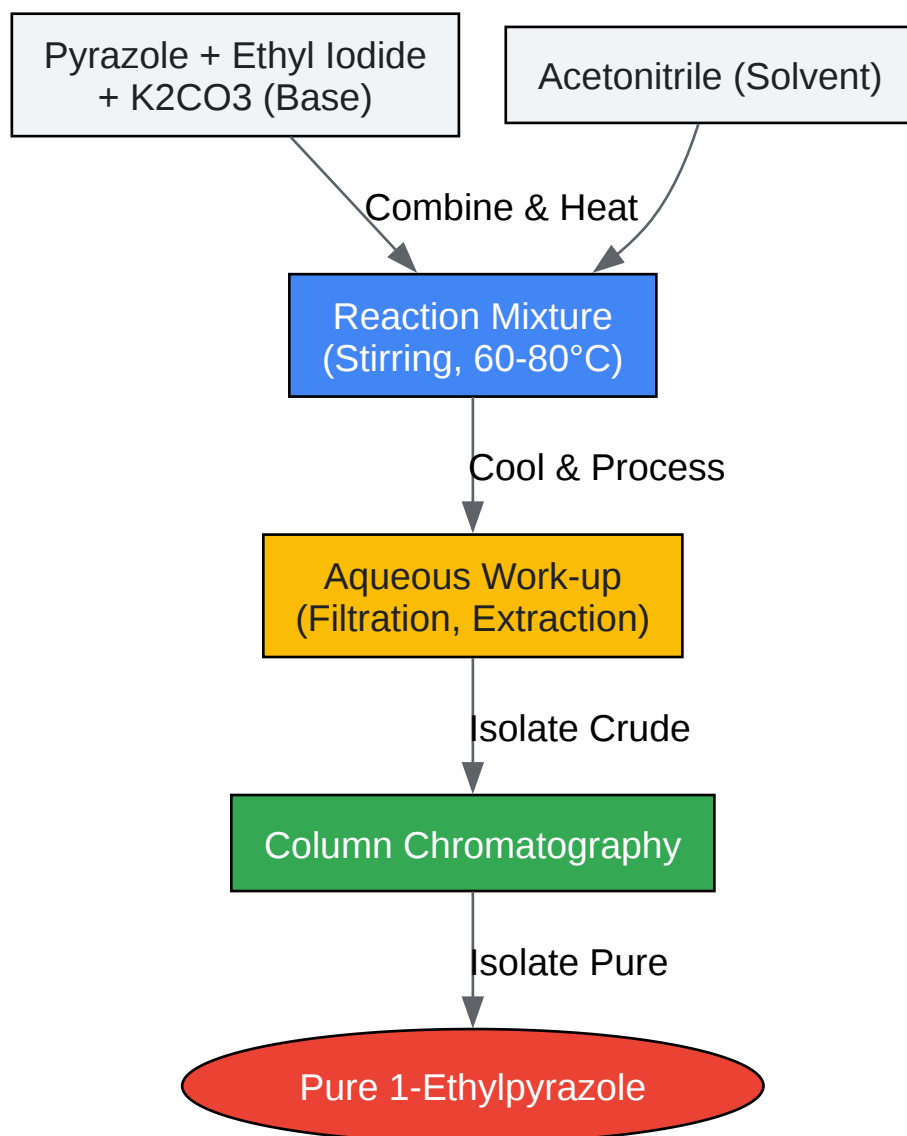 Pyrazole + Ethyl Iodide
+ K2CO3 (Base)
Acetonitrile (Solvent)
Combine & Heat
Reaction Mixture
(Stirring, 60-80°C)
Cool & Process
Aqueous Work-up
(Filtration, Extraction)
Isolate Crude
Column Chromatography
Isolate Pure
Pure 1-Ethylpyrazole